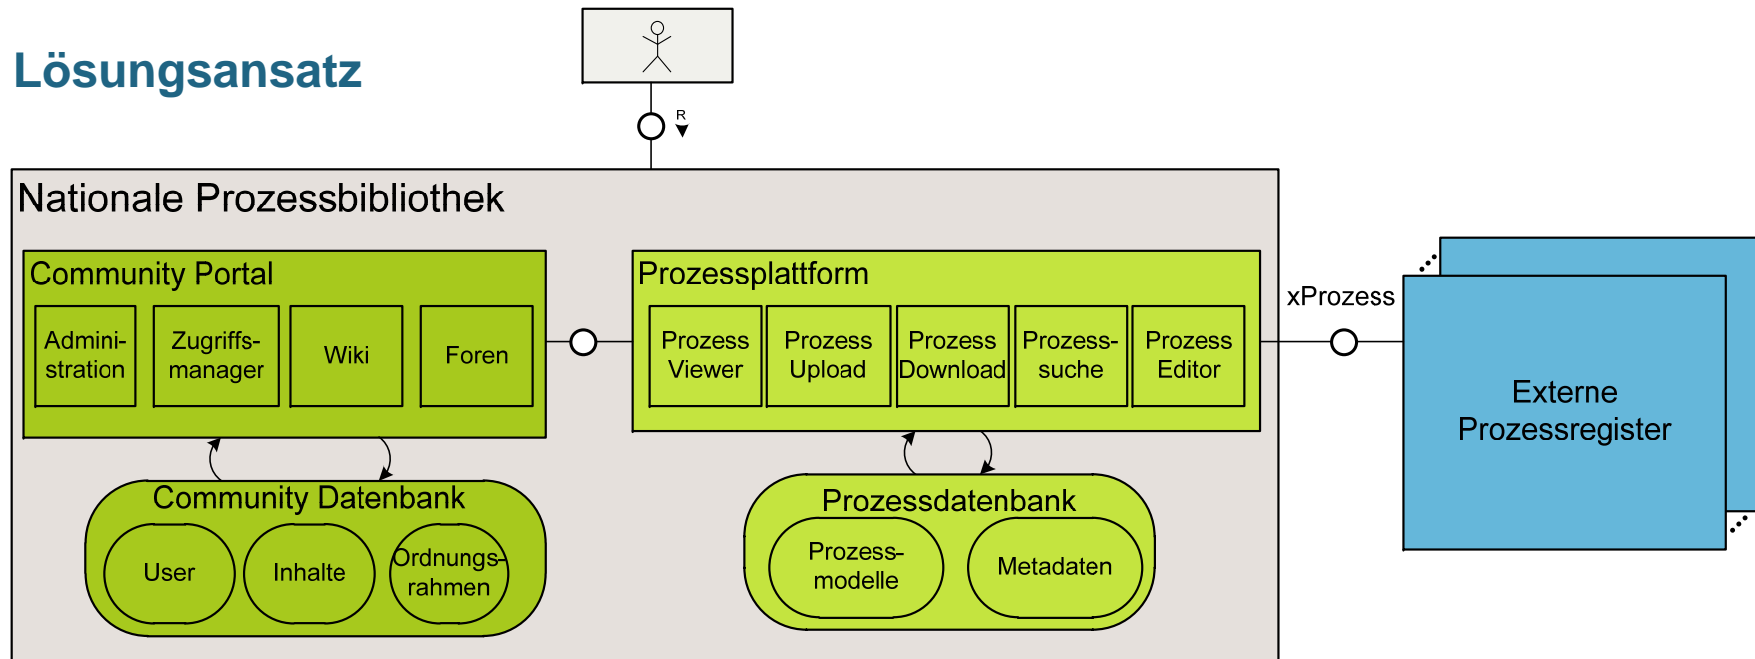 Lösungsansatz
R
Nationale Prozessbibliothek
Community Portal
Admini-
stration
Zugriffs-
manager
Wiki
Foren
Prozessplattform
Prozess
Viewer
Prozess
Upload
Prozess
Download
Prozess-
suche
Prozess
Editor
xProzess
Externe
Prozessregister
Community Datenbank
User
Inhalte
Ordnungs-
rahmen
Prozessdatenbank
Prozess-
modelle
Metadaten